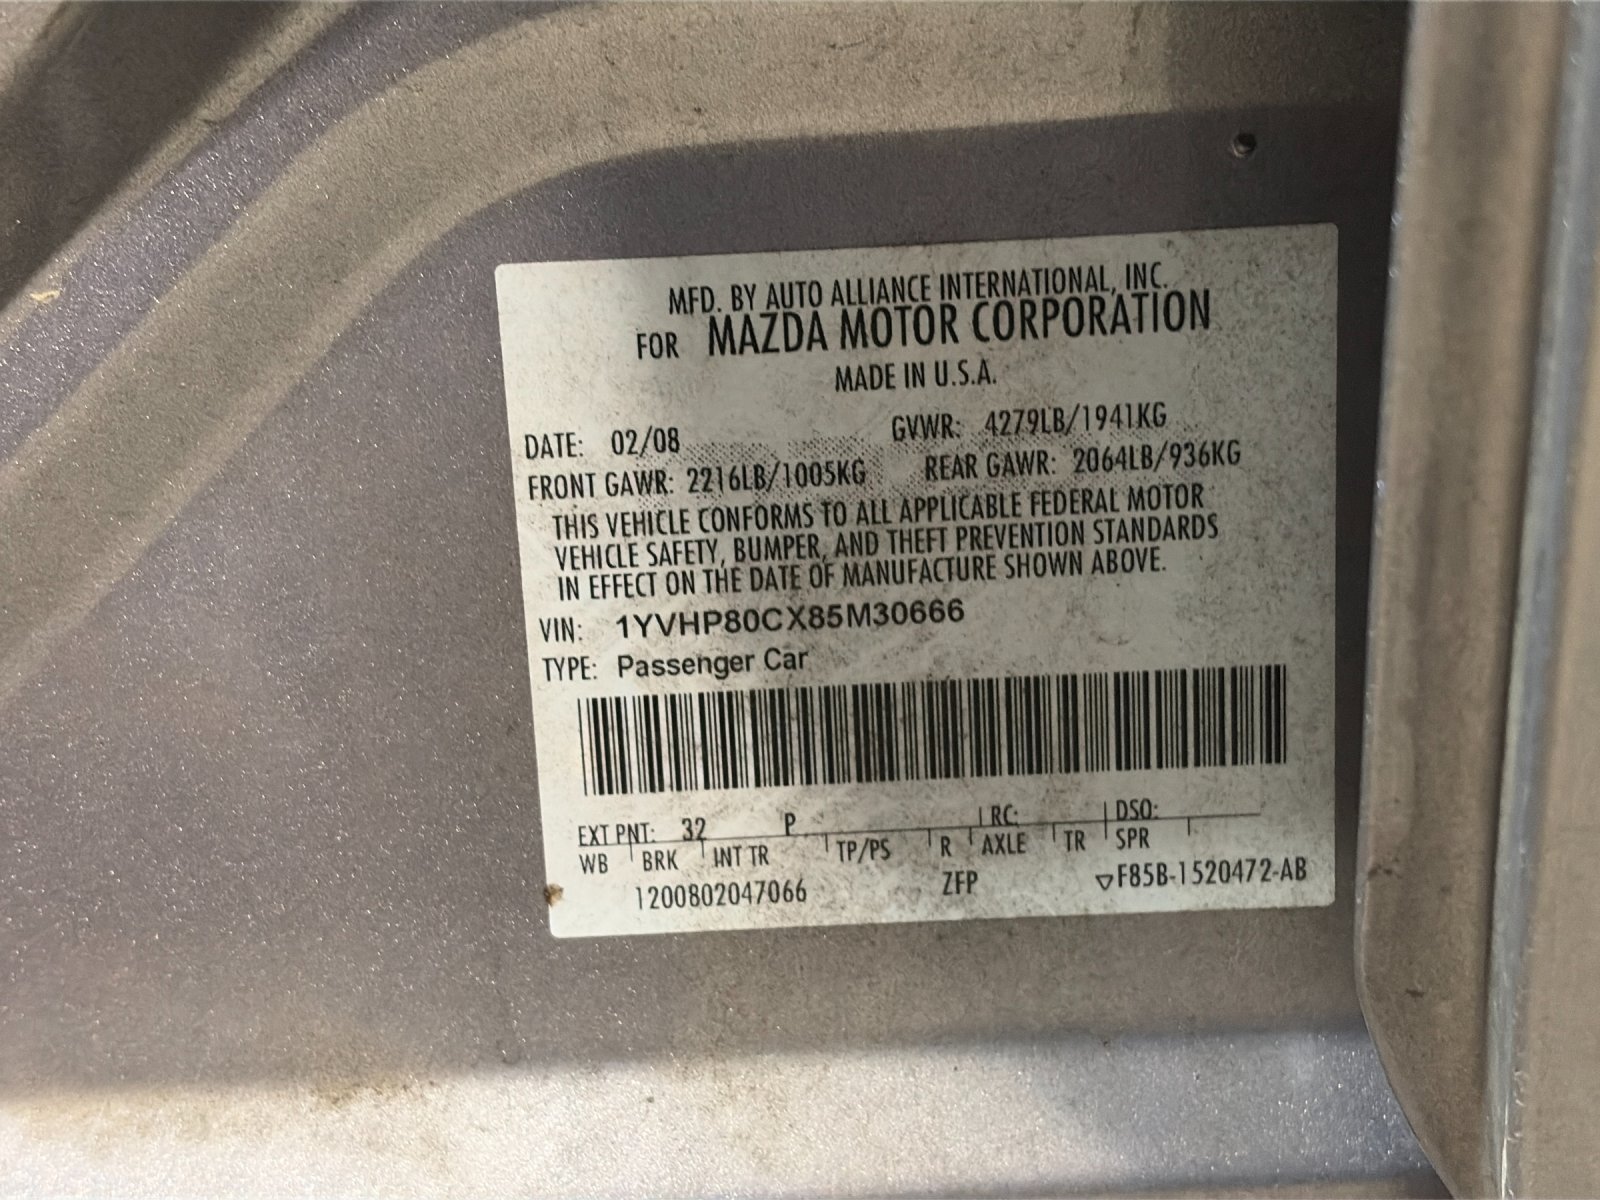 MFD. BY AUTO ALLIANCE INTERNATIONAL, INC.
FOR MAZDA MOTOR CORPORATION
MADE IN U.S.A.
DATE: 02/08 GVWR: 4279LB/1941KG
FRONT GAWR: 2216LB/1005KG REAR GAWR: 2064LB/936KG
THIS VEHICLE CONFORMS TO ALL APPLICABLE FEDERAL MOTOR
VEHICLE SAFETY, BUMPER, AND THEFT PREVENTION STANDARDS
IN EFFECT ON THE DATE OF MANUFACTURE SHOWN ABOVE.
VIN: 1YVHP80CX85M30666
TYPE: Passenger Car
EXT PNT: 32 P RC: DSO:
WB BRK INT TR TP/PS R AXLE TR SPR
1200802047066 ZFP F85B-1520472-AB